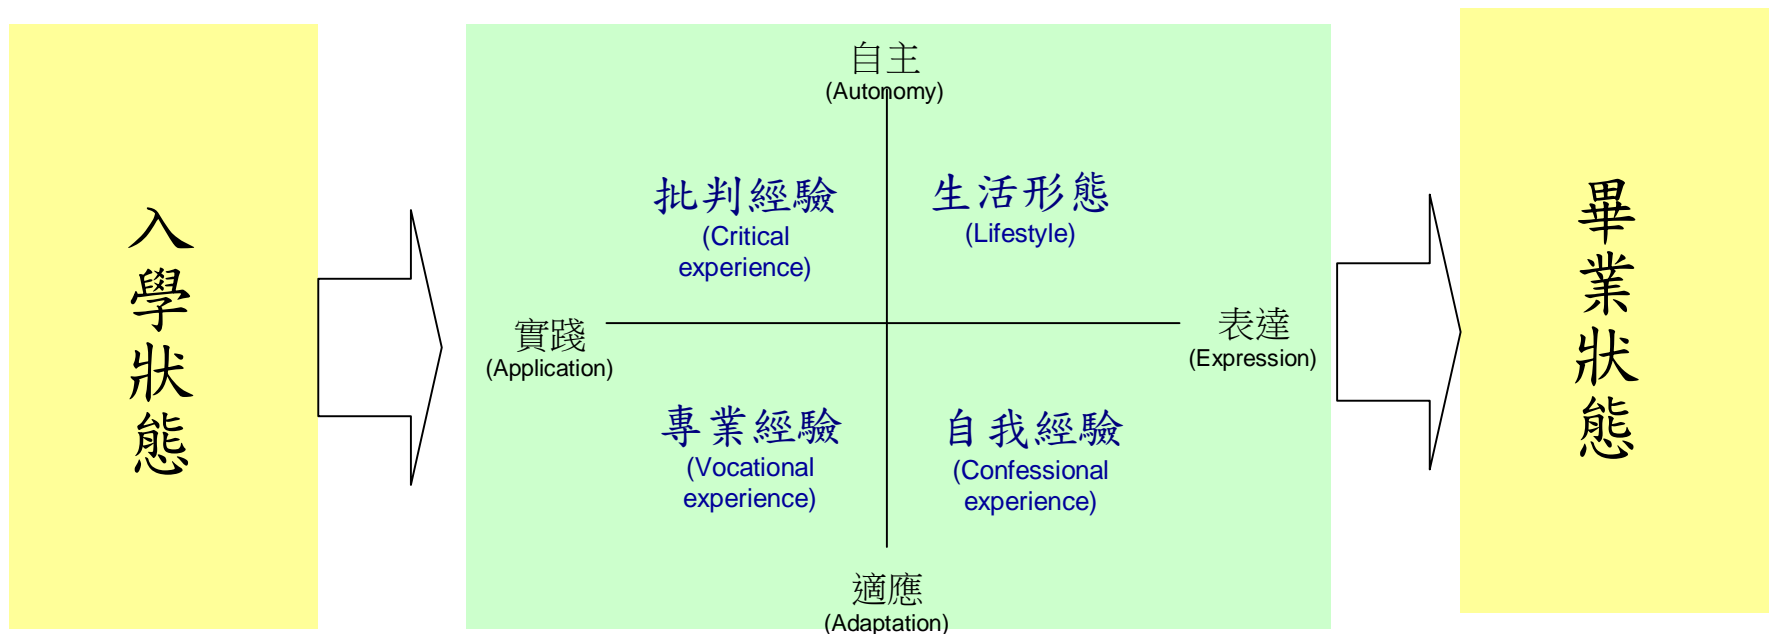 入
學
狀
態
自主
(Autonomy)
批判經驗
(Critical
experience)
生活形態
(Lifestyle)
實踐
(Application)
表達
(Expression)
專業經驗
(Vocational
experience)
自我經驗
(Confessional
experience)
適應
(Adaptation)
畢
業
狀
態